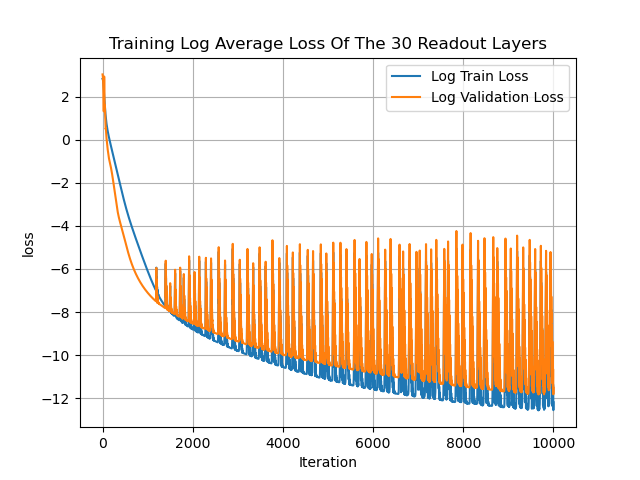 Training Log Average Loss Of The 30 Readout Layers
Log Train Loss
Log Validation Loss
loss
2
0
−2
−4
−6
−8
−10
−12
0 2000 4000 6000 8000 10000
Iteration